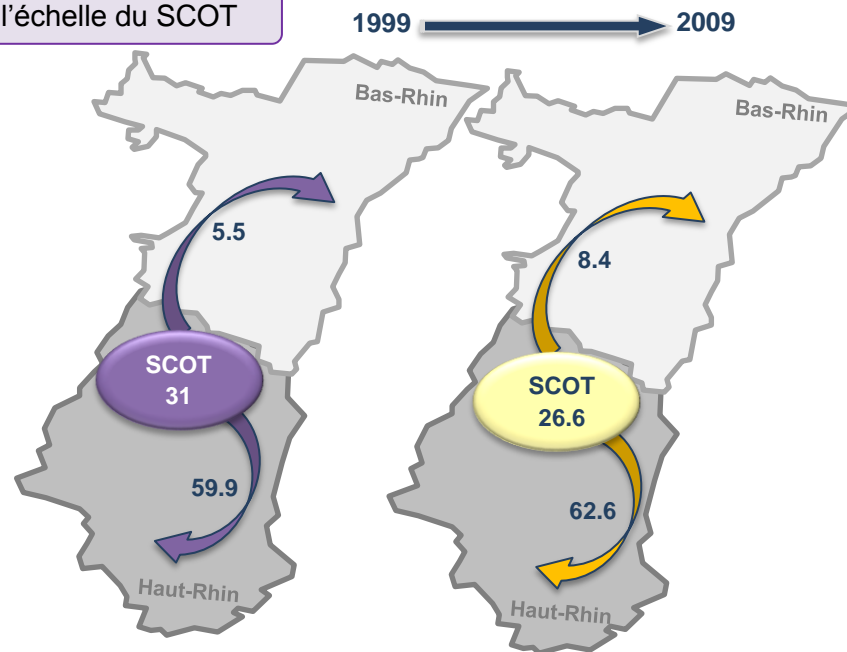 l'échelle du SCOT
1999
2009
Bas-Rhin
5.5
SCOT
31
59.9
Haut-Rhin
Bas-Rhin
8.4
SCOT
26.6
62.6
Haut-Rhin